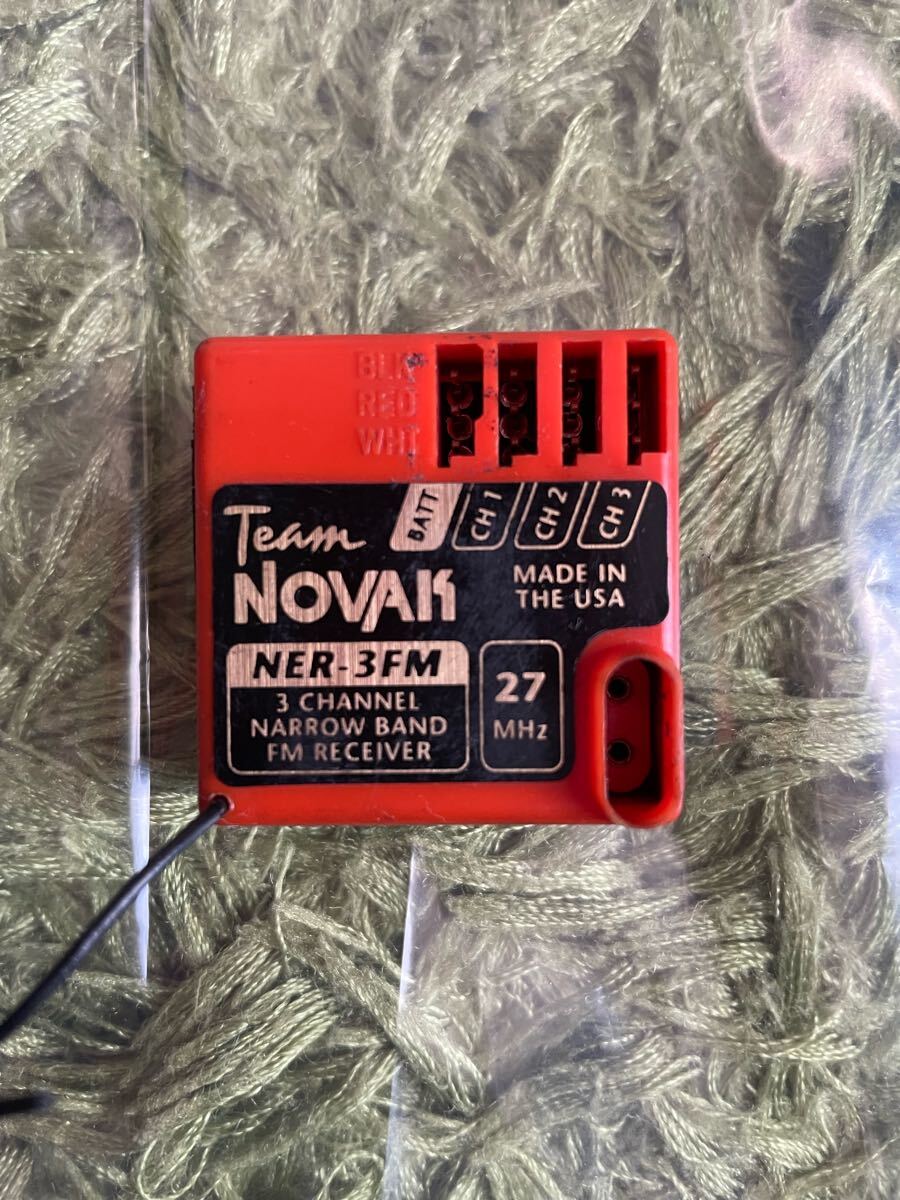 BLK
RED
WHT
BATT
CH 1
CH 2
CH 3
Team
NOVAK
MADE IN
THE USA
NER-3FM
3 CHANNEL
NARROW BAND
FM RECEIVER
27
MHz